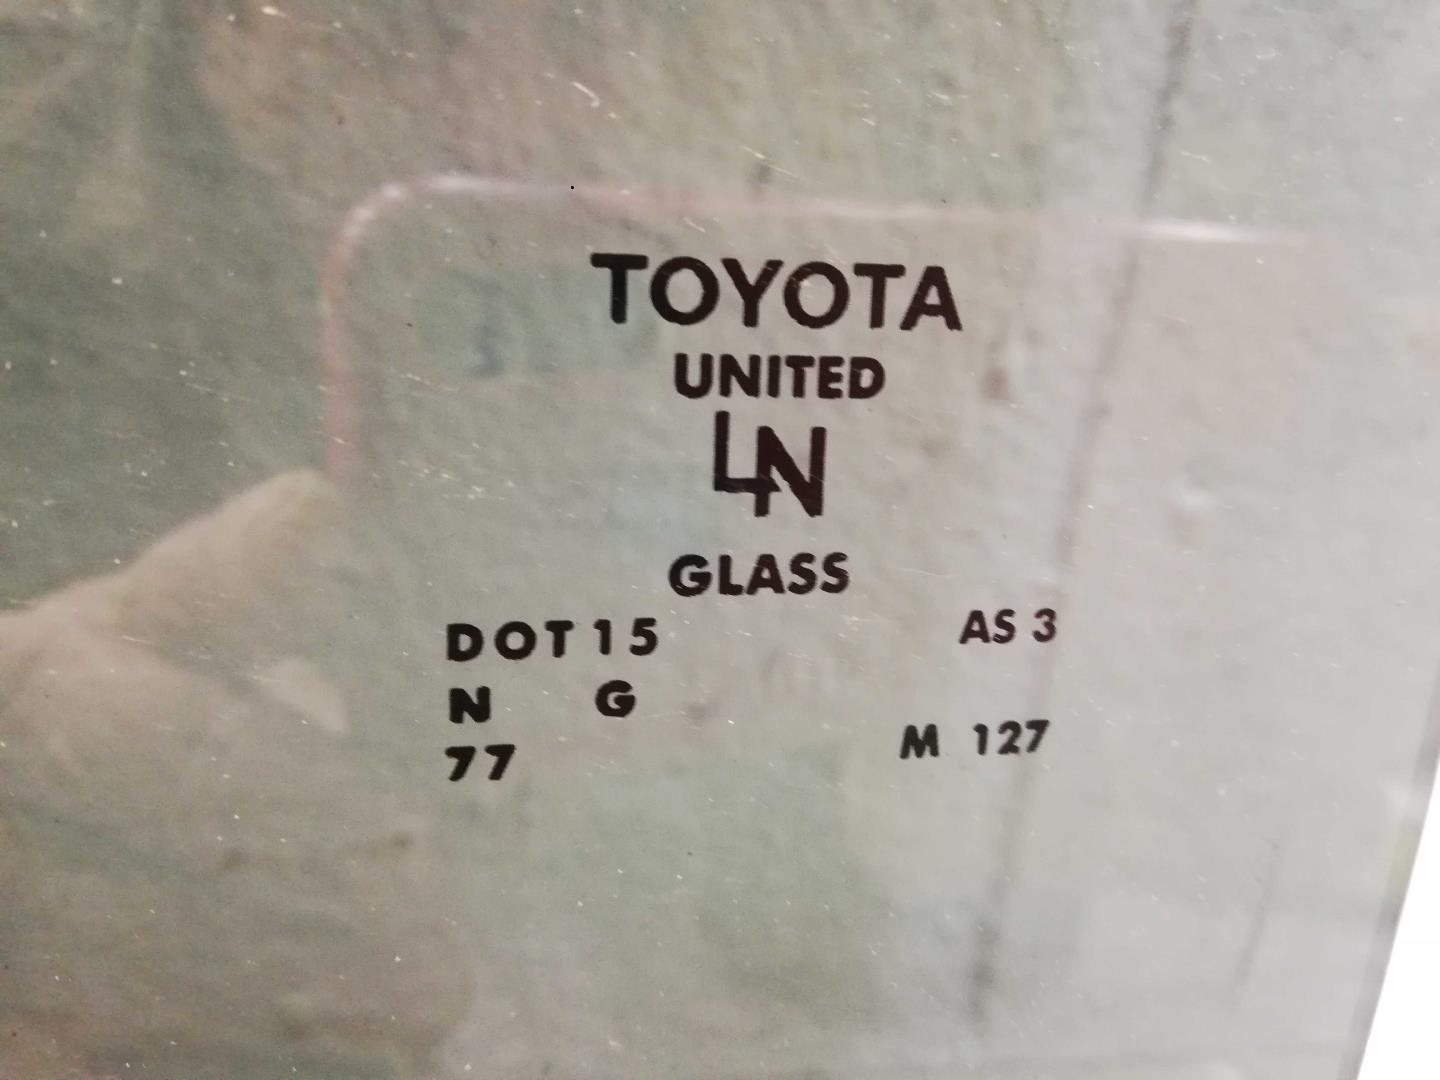 TOYOTA
UNITED
LN
GLASS
DOT 15 AS 3
N G
77 M 127